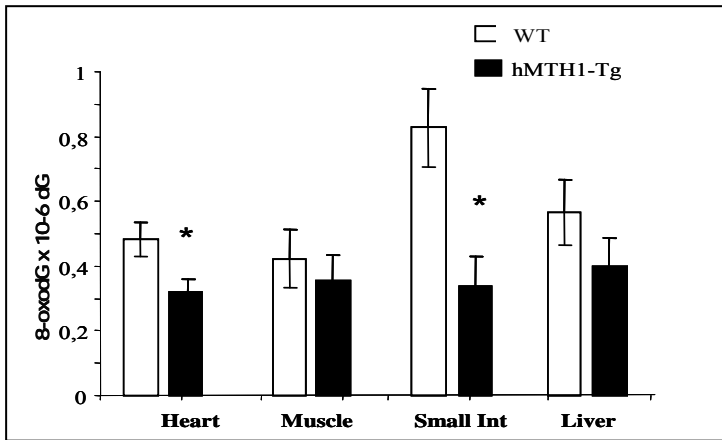 WT
hMTH1-Tg
8-oxodG x 10-6 dG
1
0,8
0,6
0,4
0,2
0
*
*
Heart Muscle Small Int Liver